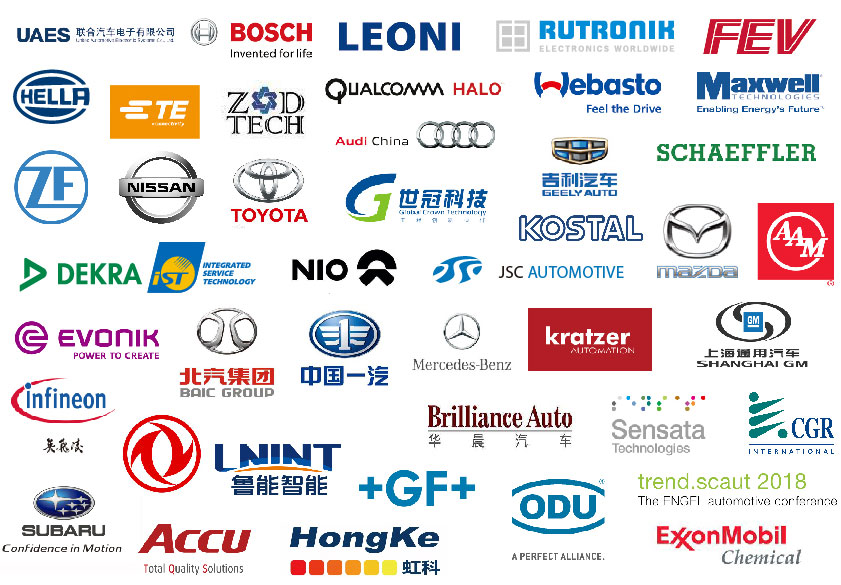 UAES 联合汽车电子有限公司
United Automotive Electronic Systems Co., Ltd.
BOSCH
Invented for life
LEONI
RUTRONIK
ELECTRONICS WORLDWIDE
FEV
HELLA
TE
connectivity
Z D
TECH
QUALCOMM HALO
Webasto
Feel the Drive
Maxwell
TECHNOLOGIES
Enabling Energy's Future
Audi China
吉利汽车
GEELY AUTO
SCHAEFFLER
ZF
NISSAN
TOYOTA
世冠科技
Global Crown Technology
KOSTAL
mazda
AAM
DEKRA
iST
INTEGRATED
SERVICE
TECHNOLOGY
NIO
JSC AUTOMOTIVE
EVONIK
POWER TO CREATE
北汽集团
BAIC GROUP
中国一汽
Mercedes-Benz
kratzer
AUTOMATION
GM
上海通用汽车
SHANGHAI GM
infineon
LNINT
鲁能智能
Brilliance Auto
华晨汽车
Sensata
Technologies
CGR
INTERNATIONAL
SUBARU
Confidence in Motion
ACCU
Total Quality Solutions
+GF+
HongKe
虹科
ODU
A PERFECT ALLIANCE.
trend.scaut 2018
The ENGEL automotive conference
ExxonMobil
Chemical